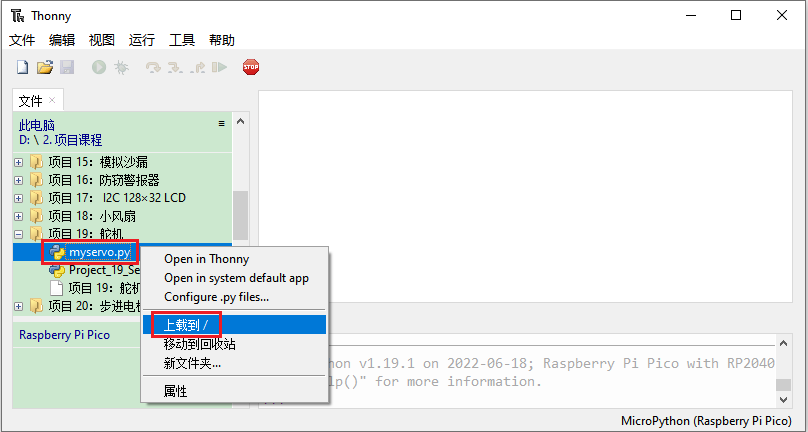 Thonny
文件 编辑 视图 运行 工具 帮助
STOP
文件
此电脑
D: \ 2. 项目课程
项目 15：模拟沙漏
项目 16：防窃警报器
项目 17： I2C 128×32 LCD
项目 18：小风扇
项目 19：舵机
myservo.py
Project_19_Se
项目 19：舵机
项目 20：步进电机
Open in Thonny
Open in system default app
Configure .py files...
上载到 /
移动到回收站
新文件夹...
属性
Raspberry Pi Pico
on v1.19.1 on 2022-06-18; Raspberry Pi Pico with RP2040
lp()" for more information.
MicroPython (Raspberry Pi Pico)